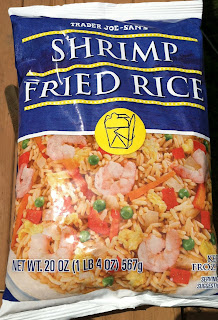 TRADER JOE-SAN'S
SHRIMP
FRIED RICE
NET WT. 20 OZ (1 LB 4 OZ) 567g